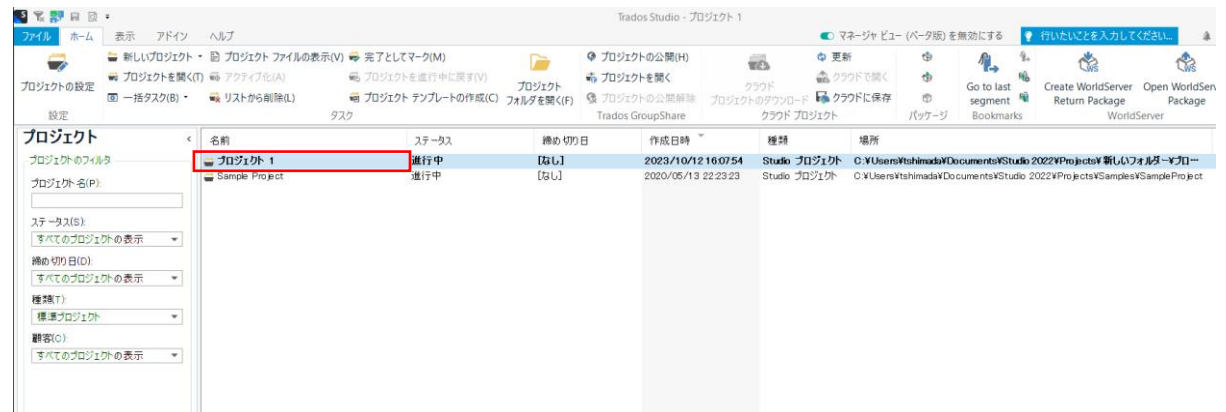 Trados Studio - プロジェクト 1
ファイル ホーム 表示 アドイン ヘルプ マネージャ ビュー (ベータ版) を無効にする 行いたいことを入力してください...
プロジェクトの設定
設定
新しいプロジェクト
プロジェクトを開く(T)
一括タスク(B)
プロジェクト ファイルの表示(V)
アクティブ化(A)
リストから削除(L)
完了としてマーク(M)
プロジェクトを進行中に戻す(V)
プロジェクト テンプレートの作成(C)
タスク
プロジェクト
フォルダを開く(F)
プロジェクトの公開(H)
プロジェクトを開く
プロジェクトの公開解除
Trados GroupShare
クラウド
プロジェクトのダウンロード
更新
クラウドで開く
クラウドに保存
クラウド プロジェクト
パッケージ
Go to last
segment
Bookmarks
Create WorldServer
Return Package
Open WorldServ
Package
WorldServer
プロジェクト
プロジェクトのフィルタ
プロジェクト名(P):
ステータス(S):
すべてのプロジェクトの表示
締め切り日(D):
すべてのプロジェクトの表示
種類(T):
標準プロジェクト
顧客(C):
すべてのプロジェクトの表示
名前 ステータス 締め切り日 作成日時 種類 場所
プロジェクト 1 進行中 [なし] 2023/10/12 16:07:54 Studio プロジェクト C:¥Users¥tshimada¥Documents¥Studio 2022¥Projects¥新しいフォルダー¥プロ…
Sample Project 進行中 [なし] 2020/05/13 22:23:23 Studio プロジェクト C:¥Users¥tshimada¥Documents¥Studio 2022¥Projects¥Samples¥SampleProject